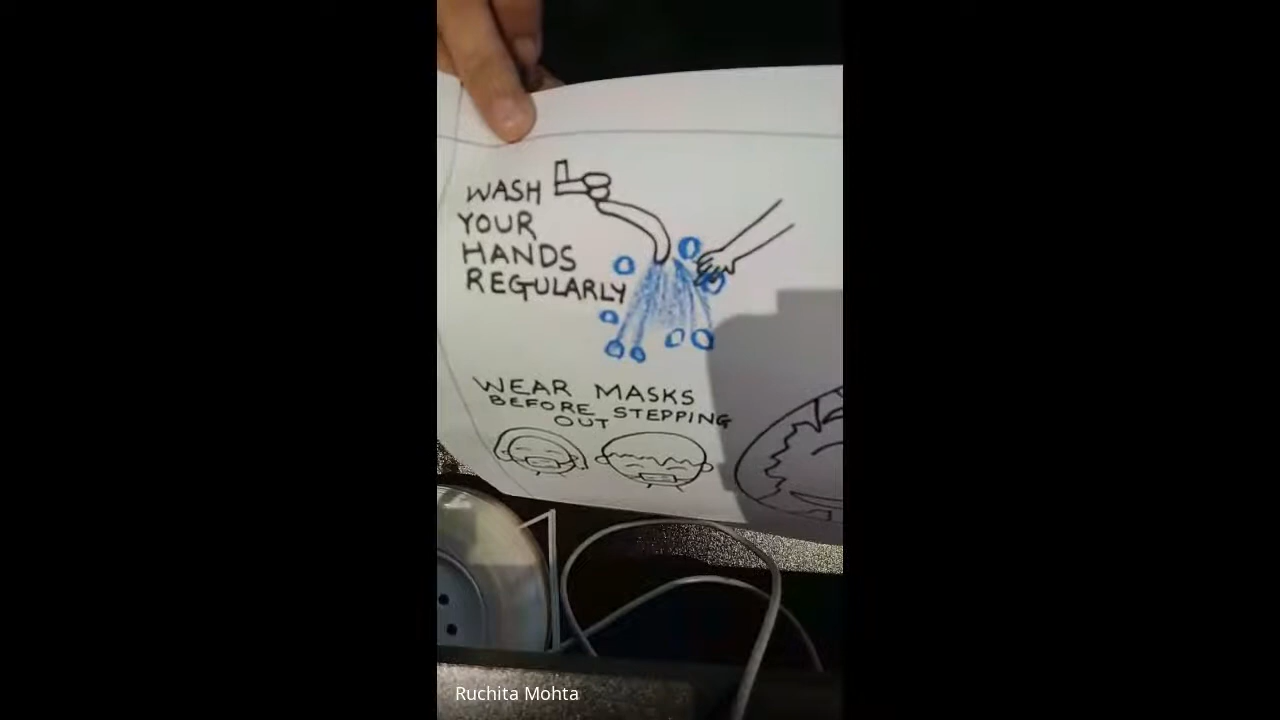 WASH
YOUR
HANDS
REGULARLY
WEAR MASKS
BEFORE STEPPING
OUT
Ruchita Mohta